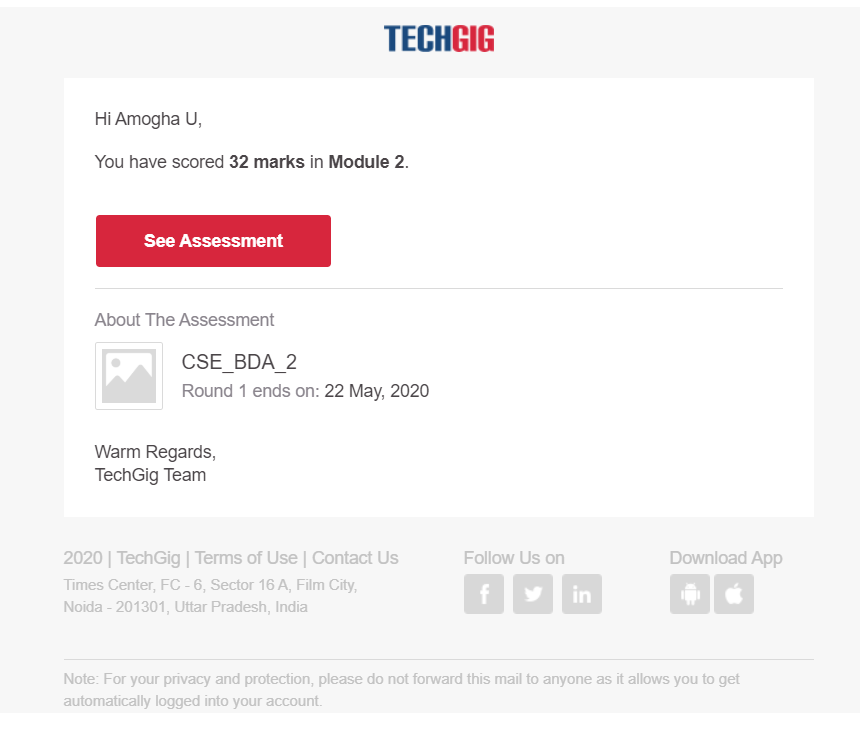 TECHGIG
Hi Amogha U,
You have scored 32 marks in Module 2.
See Assessment
About The Assessment
CSE_BDA_2
Round 1 ends on: 22 May, 2020
Warm Regards,
TechGig Team
2020 | TechGig | Terms of Use | Contact Us
Times Center, FC - 6, Sector 16 A, Film City,
Noida - 201301, Uttar Pradesh, India
Follow Us on
f
in
Download App
Note: For your privacy and protection, please do not forward this mail to anyone as it allows you to get
automatically logged into your account.